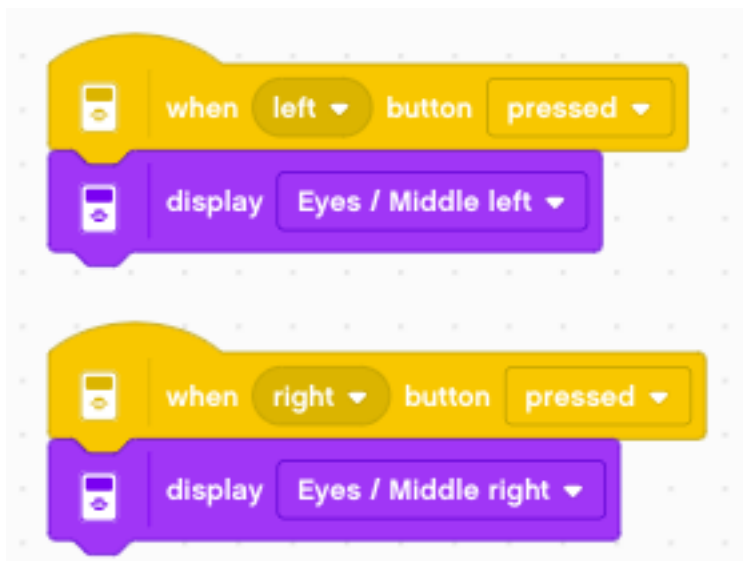 when left button pressed
display Eyes / Middle left
when right button pressed
display Eyes / Middle right